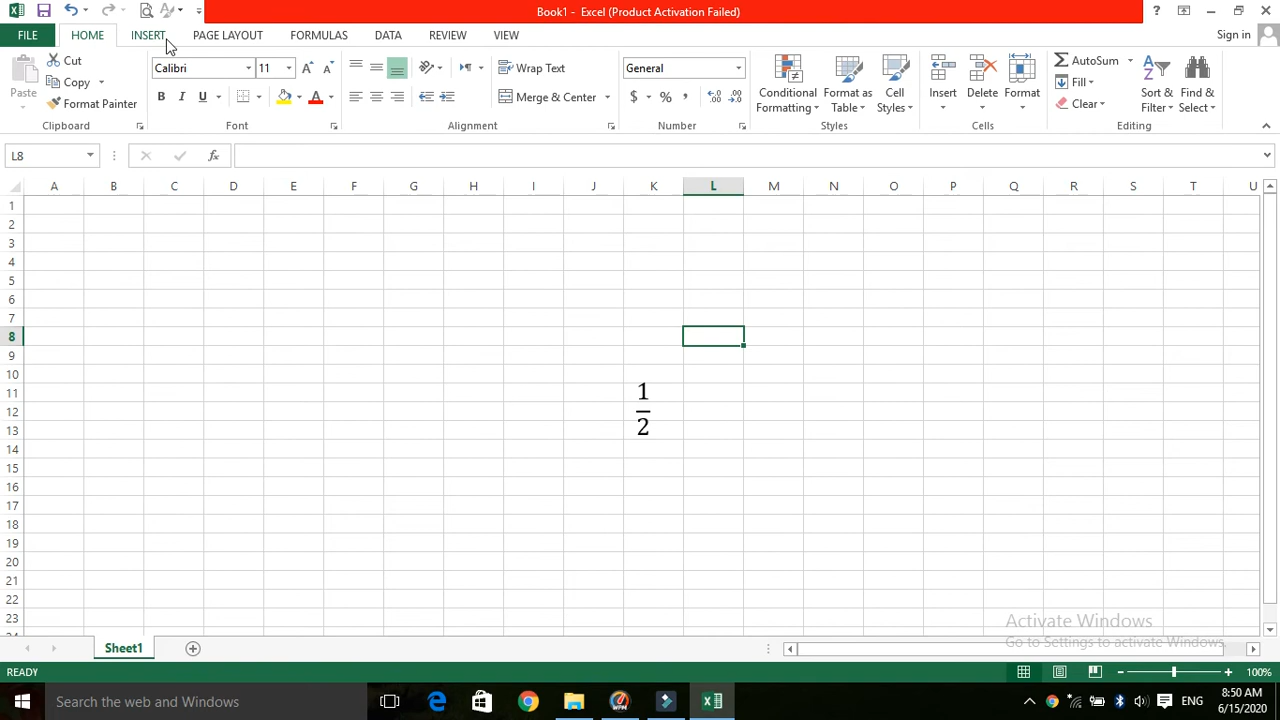 Book1 - Excel (Product Activation Failed)
FILE HOME INSERT PAGE LAYOUT FORMULAS DATA REVIEW VIEW Sign in
Paste
Cut
Copy
Format Painter
Clipboard
Calibri 11
B I U A
Font
Wrap Text
Merge & Center
Alignment
General
$ % ,
Number
Conditional
Formatting
Format as
Table
Cell
Styles
Styles
Insert
Delete
Format
Cells
AutoSum
Fill
Clear
Sort &
Filter
Find &
Select
Editing
L8 fx
A B C D E F G H I J K L M N O P Q R S T U
1
2
3
4
5
6
7
8
9
10
11
12
13
14
15
16
17
18
19
20
21
22
23
1
2
Activate Windows
Go to Settings to activate Windows.
Sheet1
READY 100%
Search the web and Windows
ENG
8:50 AM
6/15/2020